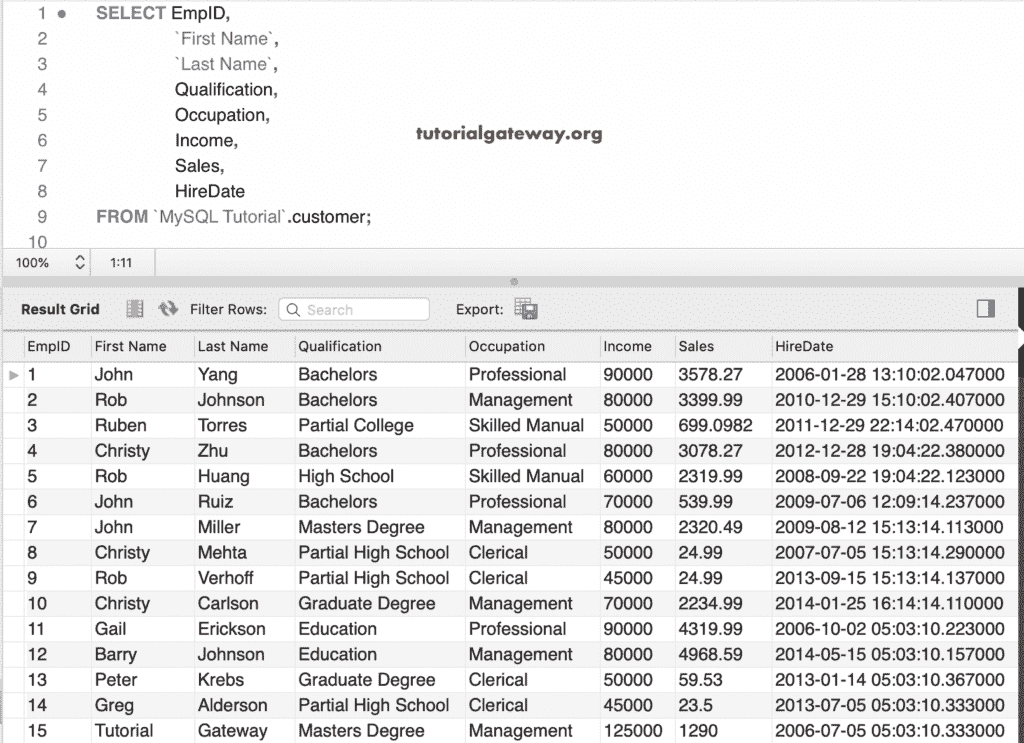 1 SELECT EmpID,
2 `First Name`,
3 `Last Name`,
4 Qualification,
5 Occupation,
tutorialgateway.org
6 Income,
7 Sales,
8 HireDate
9 FROM `MySQL Tutorial`.customer;
10
100% 1:11
Result Grid Filter Rows: Search Export:
EmpID First Name Last Name Qualification Occupation Income Sales HireDate
1 John Yang Bachelors Professional 90000 3578.27 2006-01-28 13:10:02.047000
2 Rob Johnson Bachelors Management 80000 3399.99 2010-12-29 15:10:02.407000
3 Ruben Torres Partial College Skilled Manual 50000 699.0982 2011-12-29 22:14:02.470000
4 Christy Zhu Bachelors Professional 80000 3078.27 2012-12-28 19:04:22.380000
5 Rob Huang High School Skilled Manual 60000 2319.99 2008-09-22 19:04:22.123000
6 John Ruiz Bachelors Professional 70000 539.99 2009-07-06 12:09:14.237000
7 John Miller Masters Degree Management 80000 2320.49 2009-08-12 15:13:14.113000
8 Christy Mehta Partial High School Clerical 50000 24.99 2007-07-05 15:13:14.290000
9 Rob Verhoff Partial High School Clerical 45000 24.99 2013-09-15 15:13:14.137000
10 Christy Carlson Graduate Degree Management 70000 2234.99 2014-01-25 16:14:14.110000
11 Gail Erickson Education Professional 90000 4319.99 2006-10-02 05:03:10.223000
12 Barry Johnson Education Management 80000 4968.59 2014-05-15 05:03:10.157000
13 Peter Krebs Graduate Degree Clerical 50000 59.53 2013-01-14 05:03:10.367000
14 Greg Alderson Partial High School Clerical 45000 23.5 2013-07-05 05:03:10.333000
15 Tutorial Gateway Masters Degree Management 125000 1290 2006-07-05 05:03:10.333000